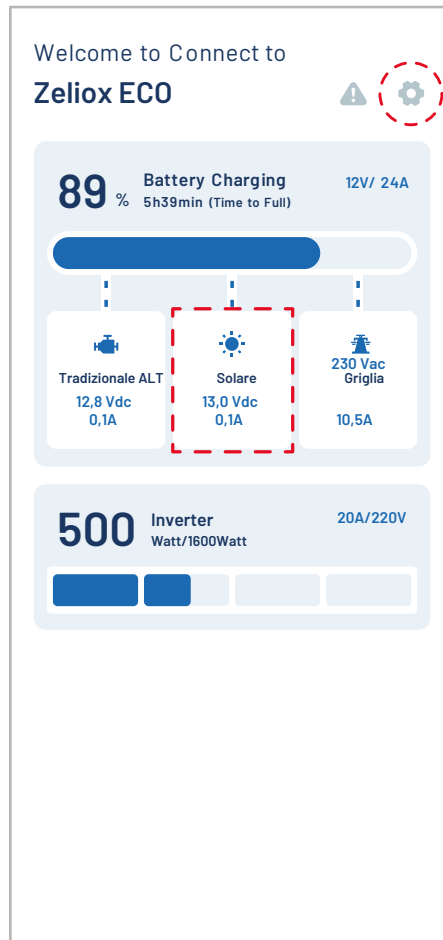 Welcome to Connect to
Zeliox ECO
89 %
Battery Charging
5h39min (Time to Full)
12V/ 24A
Tradizionale ALT
12,8 Vdc
0,1A
Solare
13,0 Vdc
0,1A
230 Vac
Griglia
10,5A
500
Inverter
Watt/1600Watt
20A/220V